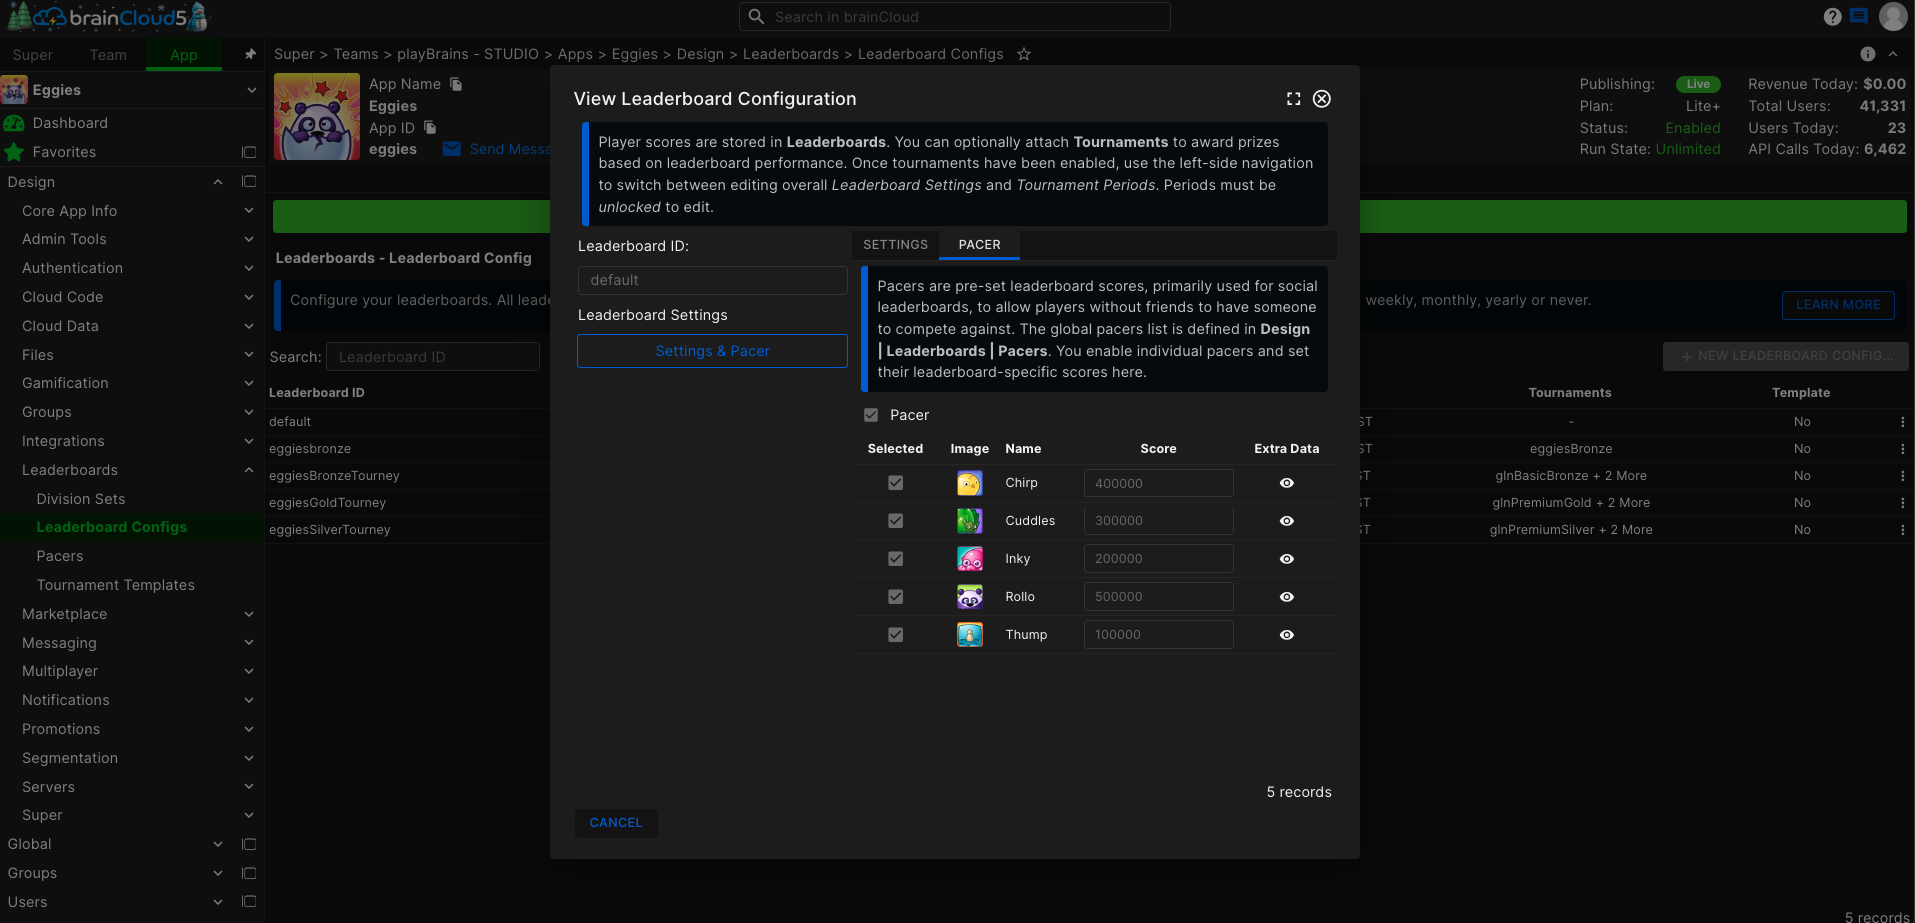 brainCloud5
Search in brainCloud
Super Team App
Super > Teams > playBrains - STUDIO > Apps > Eggies > Design > Leaderboards > Leaderboard Configs
Eggies
Dashboard
Favorites
Design
Core App Info
Admin Tools
Authentication
Cloud Code
Cloud Data
Files
Gamification
Groups
Integrations
Leaderboards
Division Sets
Leaderboard Configs
Pacers
Tournament Templates
Marketplace
Messaging
Multiplayer
Notifications
Promotions
Segmentation
Servers
Super
Global
Groups
Users
App Name
Eggies
App ID
eggies
Send Messa
Publishing: Live
Plan: Lite+
Status: Enabled
Run State: Unlimited
Revenue Today: $0.00
Total Users: 41,331
Users Today: 23
API Calls Today: 6,462
Leaderboards - Leaderboard Config
Configure your leaderboards. All leade
weekly, monthly, yearly or never.
LEARN MORE
Search: Leaderboard ID
+ NEW LEADERBOARD CONFIG...
Leaderboard ID
Tournaments Template
default
ST - No
eggiesbronze
ST eggiesBronze No
eggiesBronzeTourney
ST glnBasicBronze + 2 More No
eggiesGoldTourney
ST glnPremiumGold + 2 More No
eggiesSilverTourney
ST glnPremiumSilver + 2 More No
5 records
View Leaderboard Configuration
Player scores are stored in Leaderboards. You can optionally attach Tournaments to award prizes
based on leaderboard performance. Once tournaments have been enabled, use the left-side navigation
to switch between editing overall Leaderboard Settings and Tournament Periods. Periods must be
unlocked to edit.
Leaderboard ID:
default
Leaderboard Settings
Settings & Pacer
SETTINGS PACER
Pacers are pre-set leaderboard scores, primarily used for social
leaderboards, to allow players without friends to have someone
to compete against. The global pacers list is defined in Design
| Leaderboards | Pacers. You enable individual pacers and set
their leaderboard-specific scores here.
Pacer
Selected Image Name Score Extra Data
Chirp 400000
Cuddles 300000
Inky 200000
Rollo 500000
Thump 100000
5 records
CANCEL